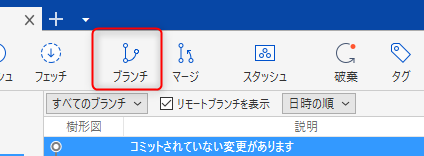 フェッチ ブランチ マージ スタッシュ 破棄 タグ
すべてのブランチ リモートブランチを表示 日時の順
樹形図 説明
コミットされていない変更があります